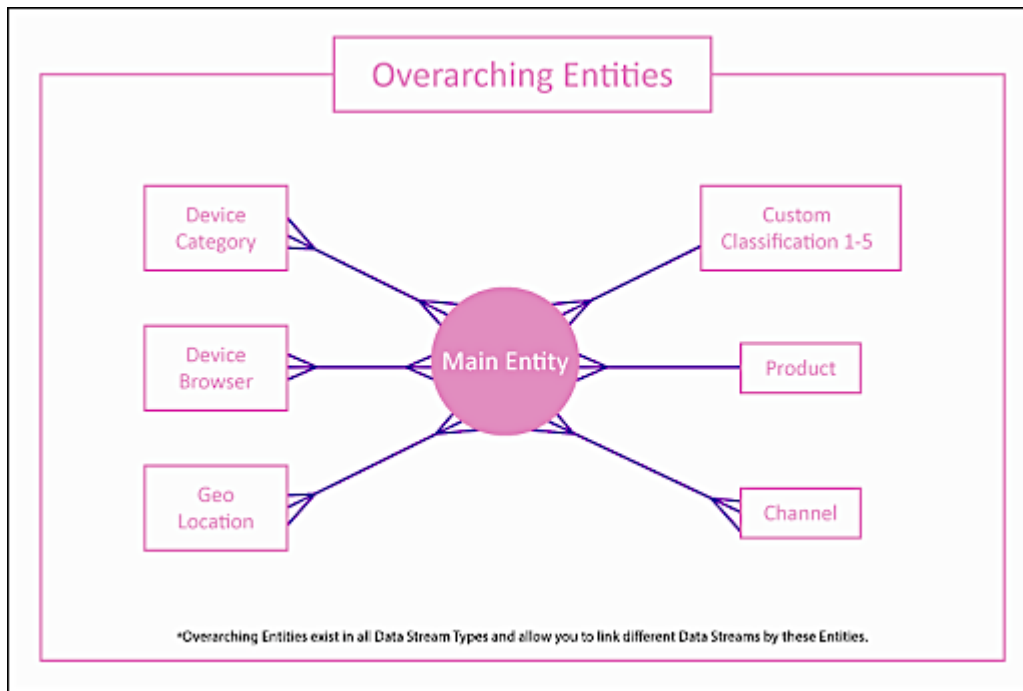 Overarching Entities
Device
Category
Custom
Classification 1-5
Device
Browser
Main Entity
Product
Geo
Location
Channel
*Overarching Entities exist in all Data Stream Types and allow you to link different Data Streams by these Entities.